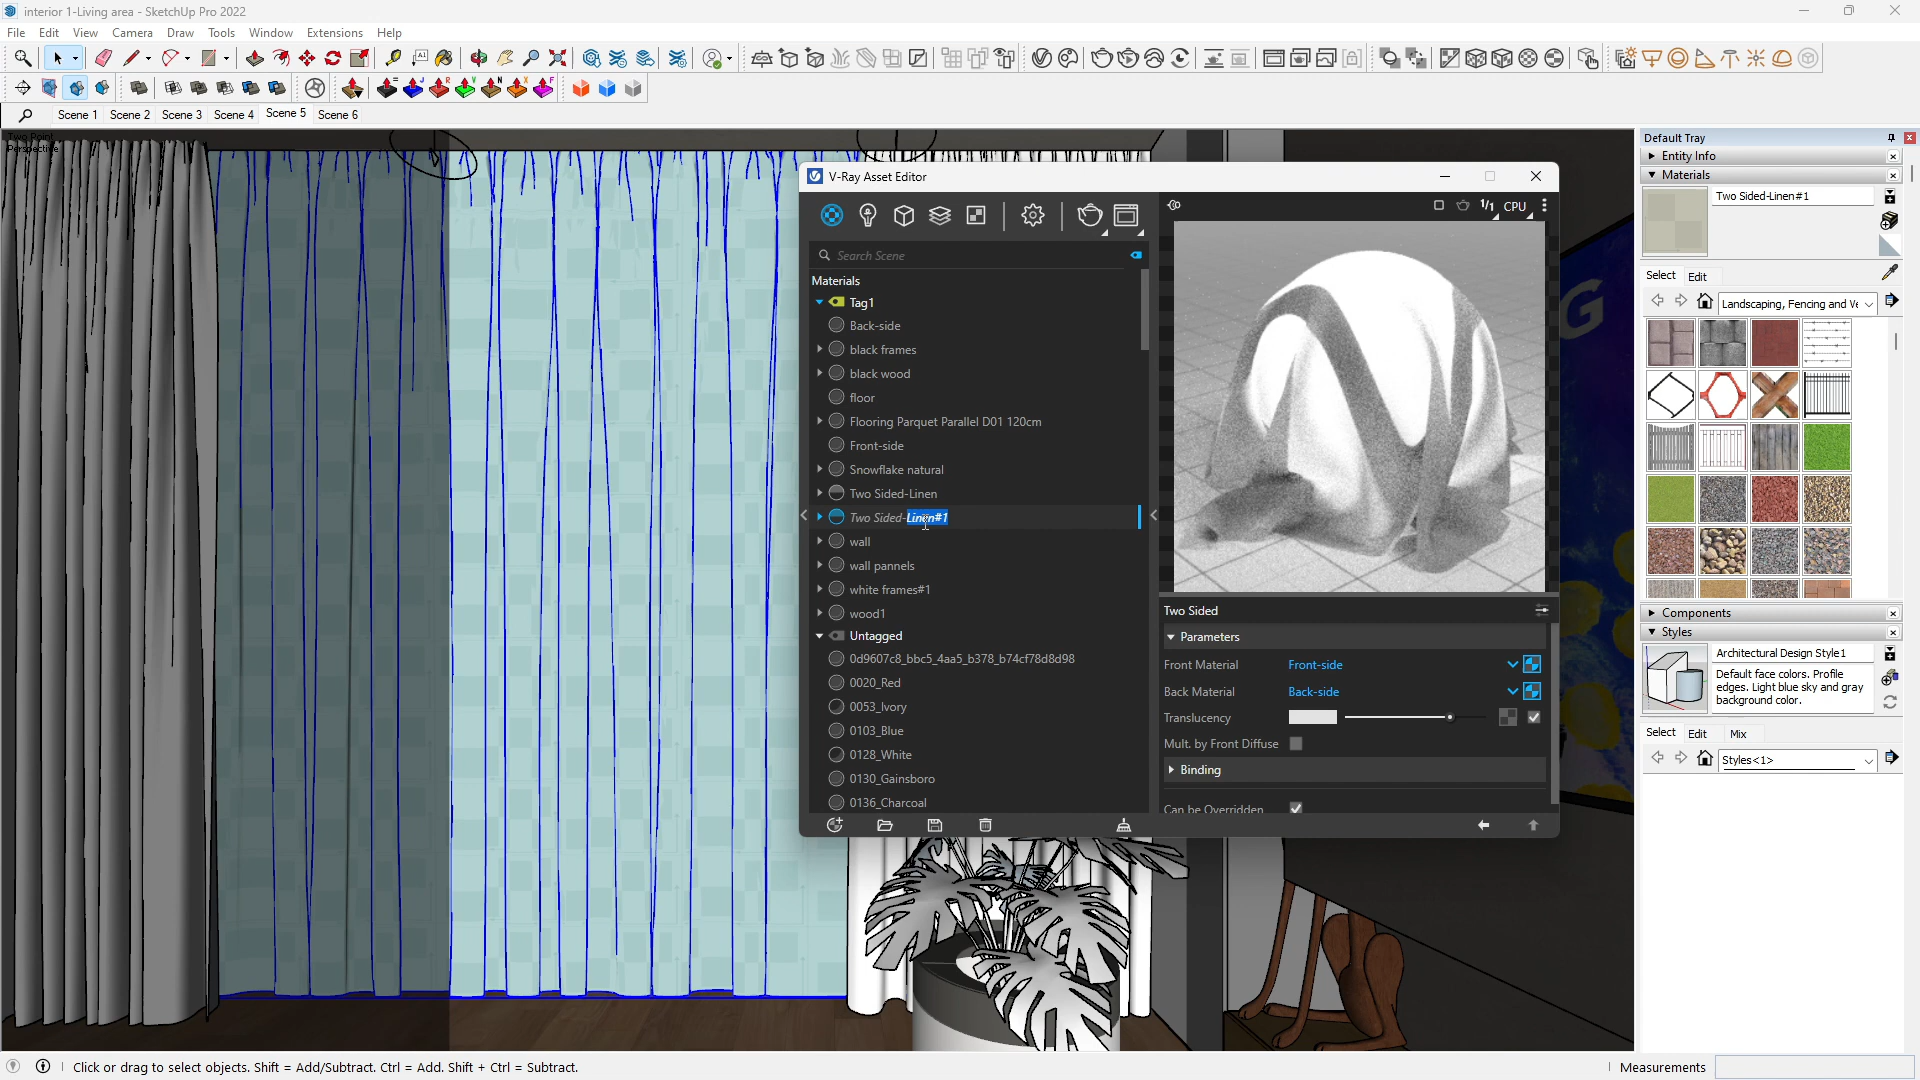 interior 1-Living area - SketchUp Pro 2022
File Edit View Camera Draw Tools Window Extensions Help
Scene 1 Scene 2 Scene 3 Scene 4 Scene 5 Scene 6
Two Point
Perspective
V-Ray Asset Editor
1/1 CPU
Search Scene
Materials
Tag1
Back-side
black frames
black wood
floor
Flooring Parquet Parallel D01 120cm
Front-side
Snowflake natural
Two Sided-Linen
Two Sided-Linen#1
wall
wall pannels
white frames#1
wood1
Untagged
0d9607c8_bbc5_4aa5_b378_b74cf78d8d98
0020_Red
0053_Ivory
0103_Blue
0128_White
0130_Gainsboro
0136_Charcoal
Two Sided
Parameters
Front Material Front-side
Back Material Back-side
Translucency
Mult. by Front Diffuse
Binding
Can be Overridden
Default Tray
Entity Info
Materials
Two Sided-Linen#1
Select Edit
Landscaping, Fencing and Ve
Components
Styles
Architectural Design Style1
Default face colors. Profile
edges. Light blue sky and gray
background color.
Select Edit Mix
Styles<1>
G
Click or drag to select objects. Shift = Add/Subtract. Ctrl = Add. Shift + Ctrl = Subtract.
Measurements